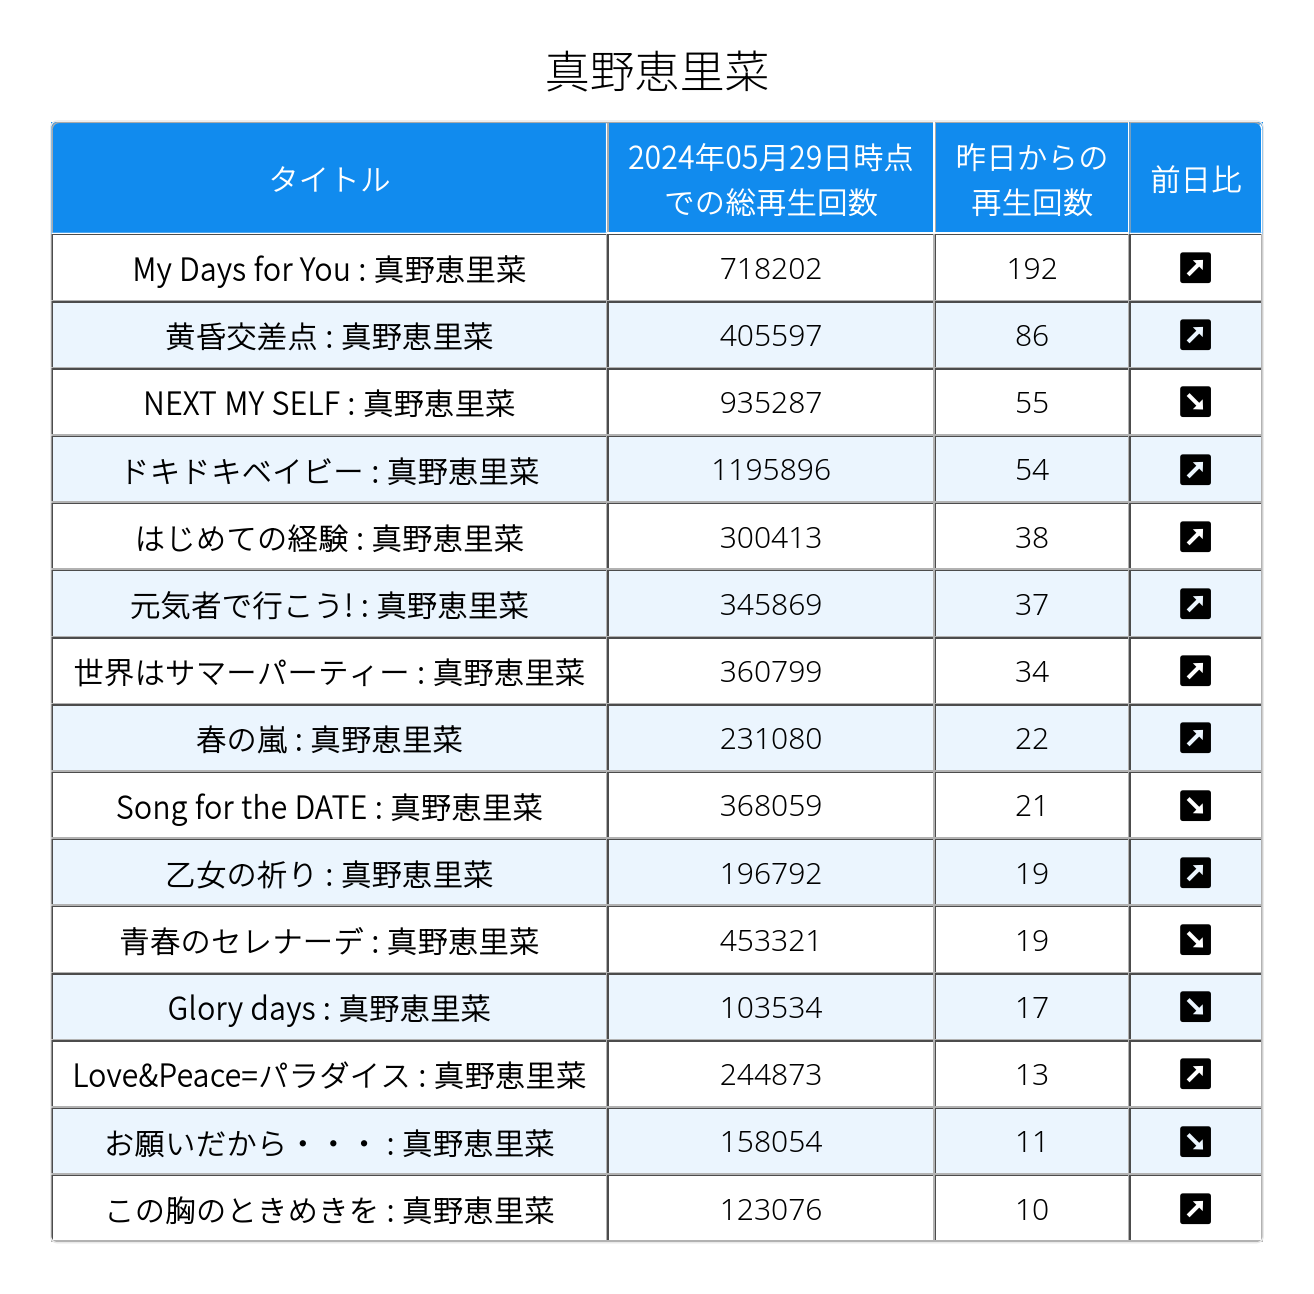 真野恵里菜
タイトル 2024年05月29日時点での総再生回数 昨日からの再生回数 前日比
My Days for You : 真野恵里菜 718202 192 ↗
黄昏交差点 : 真野恵里菜 405597 86 ↗
NEXT MY SELF : 真野恵里菜 935287 55 ↘
ドキドキベイビー : 真野恵里菜 1195896 54 ↗
はじめての経験 : 真野恵里菜 300413 38 ↗
元気者で行こう! : 真野恵里菜 345869 37 ↗
世界はサマーパーティー : 真野恵里菜 360799 34 ↗
春の嵐 : 真野恵里菜 231080 22 ↗
Song for the DATE : 真野恵里菜 368059 21 ↘
乙女の祈り : 真野恵里菜 196792 19 ↗
青春のセレナーデ : 真野恵里菜 453321 19 ↘
Glory days : 真野恵里菜 103534 17 ↘
Love&Peace=パラダイス : 真野恵里菜 244873 13 ↗
お願いだから・・・ : 真野恵里菜 158054 11 ↘
この胸のときめきを : 真野恵里菜 123076 10 ↗